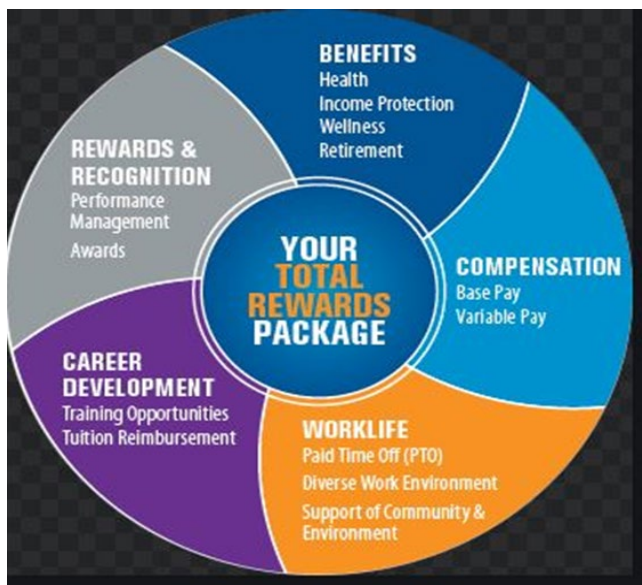 BENEFITS
Health
Income Protection
Wellness
Retirement
REWARDS &
RECOGNITION
Performance
Management
Awards
YOUR
TOTAL
REWARDS
PACKAGE
COMPENSATION
Base Pay
Variable Pay
CAREER
DEVELOPMENT
Training Opportunities
Tuition Reimbursement
WORKLIFE
Paid Time Off (PTO)
Diverse Work Environment
Support of Community &
Environment